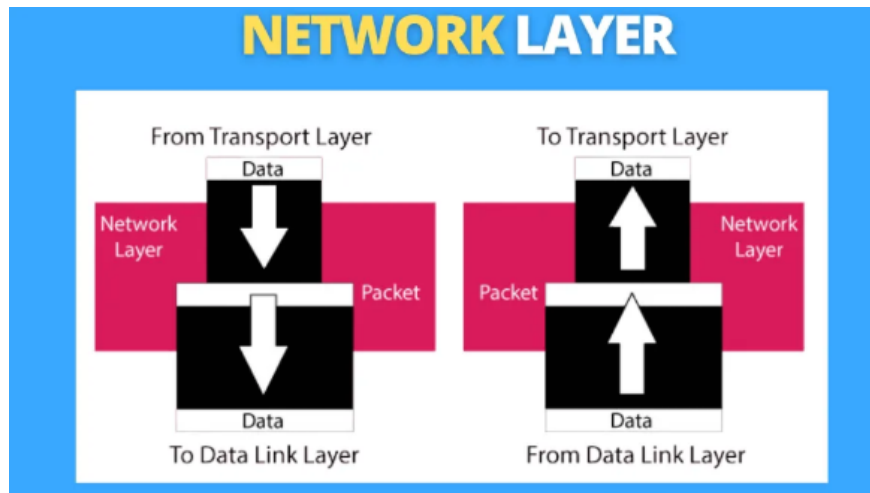 NETWORK LAYER
From Transport Layer
Data
Network
Layer
Packet
Data
To Data Link Layer
To Transport Layer
Data
Network
Layer
Packet
Data
From Data Link Layer